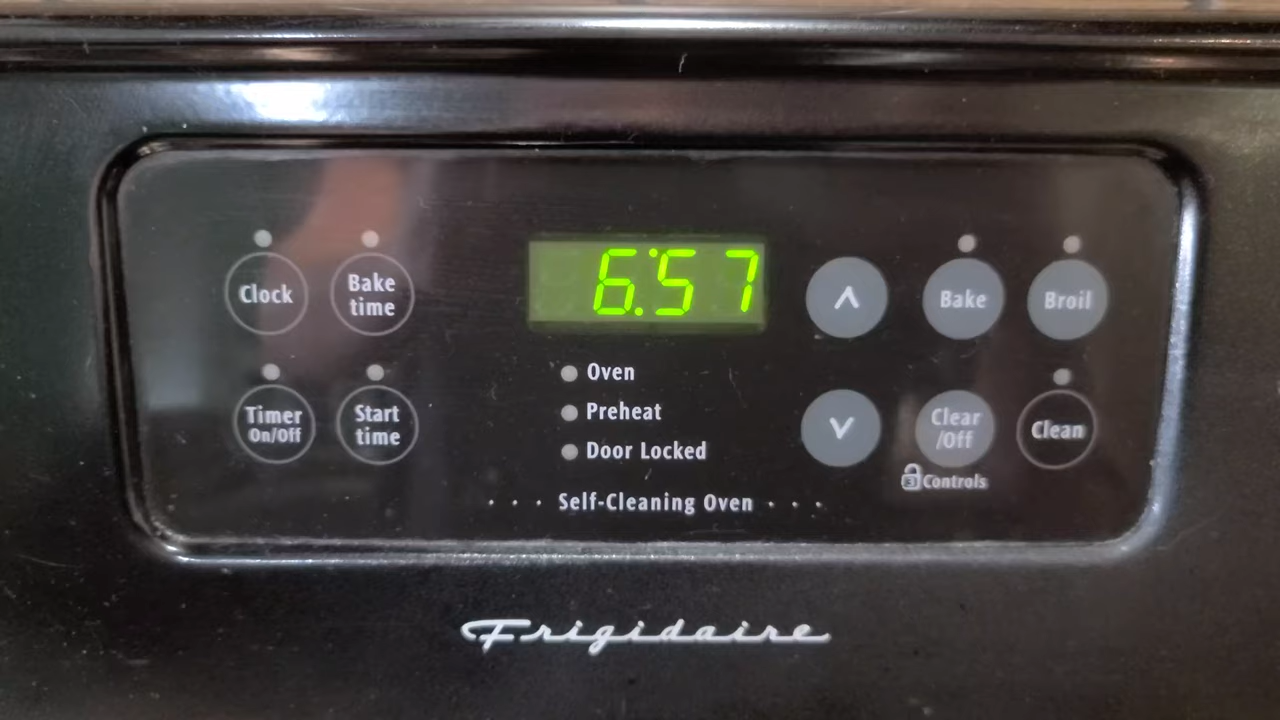 Clock
Bake
time
6:57
Bake
Broil
Timer
On/Off
Start
time
Oven
Preheat
Door Locked
Clear
/Off
Clean
3 Controls
· · · Self-Cleaning Oven · · ·
Frigidaire